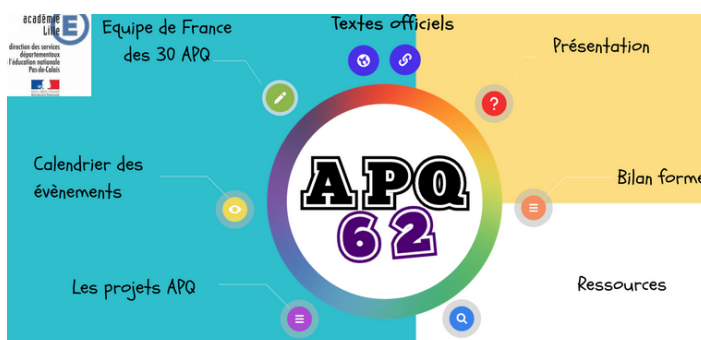 académie
Lille
direction des services
départementaux
l'éducation nationale
Pas-de-Calais
Equipe de France
des 30 APQ
Textes officiels
Présentation
Calendrier des
évènements
APQ
62
Bilan forme
Les projets APQ
Ressources